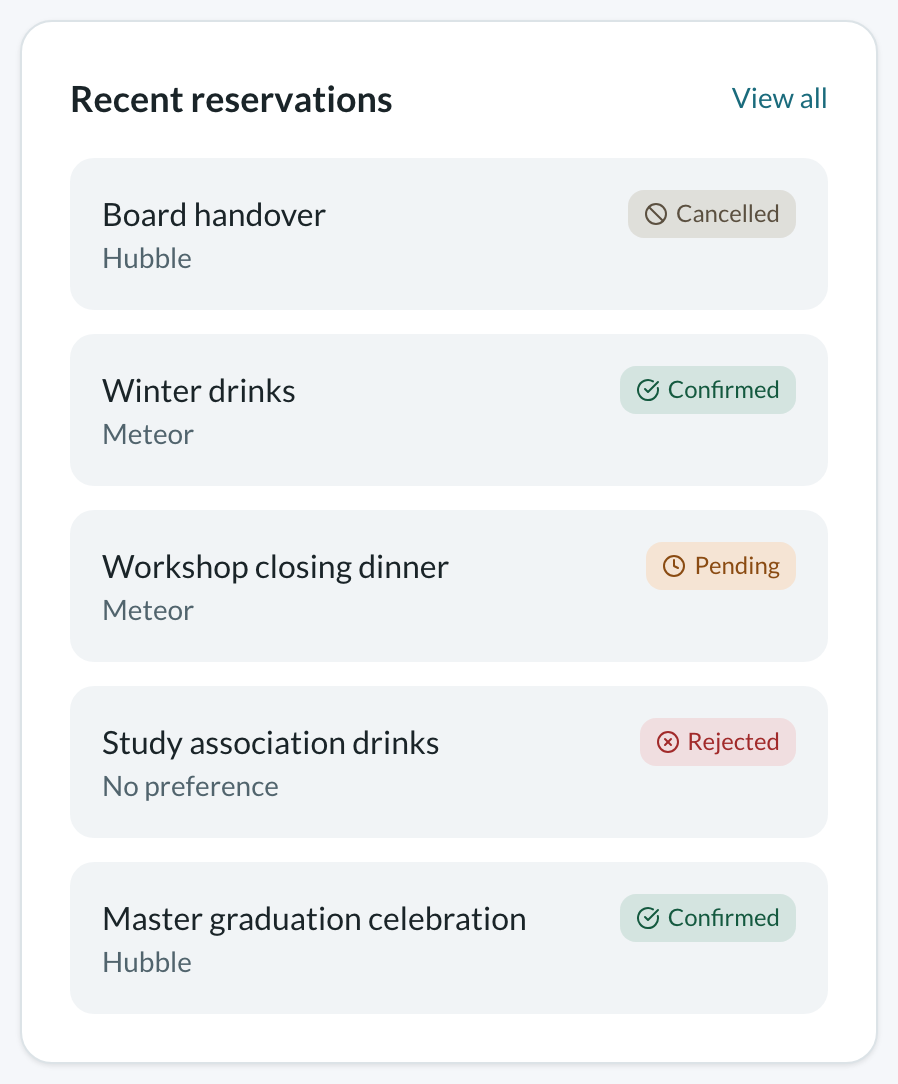 Recent reservations
View all
Board handover
Cancelled
Hubble
Winter drinks
Confirmed
Meteor
Workshop closing dinner
Pending
Meteor
Study association drinks
Rejected
No preference
Master graduation celebration
Confirmed
Hubble